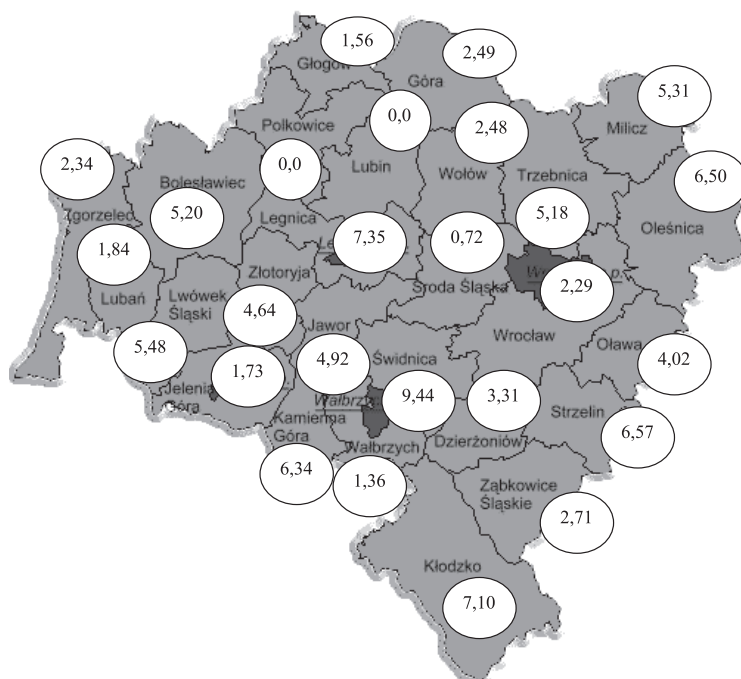 1,56
Głogów
2,49
Góra
5,31
Milicz
Polkowice
0,0
2,48
2,34
Bolesławiec
0,0
Lubin
Wołów
Trzebnica
6,50
5,20
Legnica
5,18
Oleśnica
gorzelec
7,35
0,72
1,84
Złotoryja
2,29
Lubań
Lwówek
Śląski
Środa Śląska
4,64
Jawor
Wrocław
Oława
5,48
4,92
Świdnica
4,02
1,73
Jelenia
Góra
9,44
3,31
Strzelin
Kamienna
Góra
Wałbrzych
Dzierżoniów
6,57
6,34
1,36
Ząbkowice
Śląskie
2,71
Kłodzko
7,10